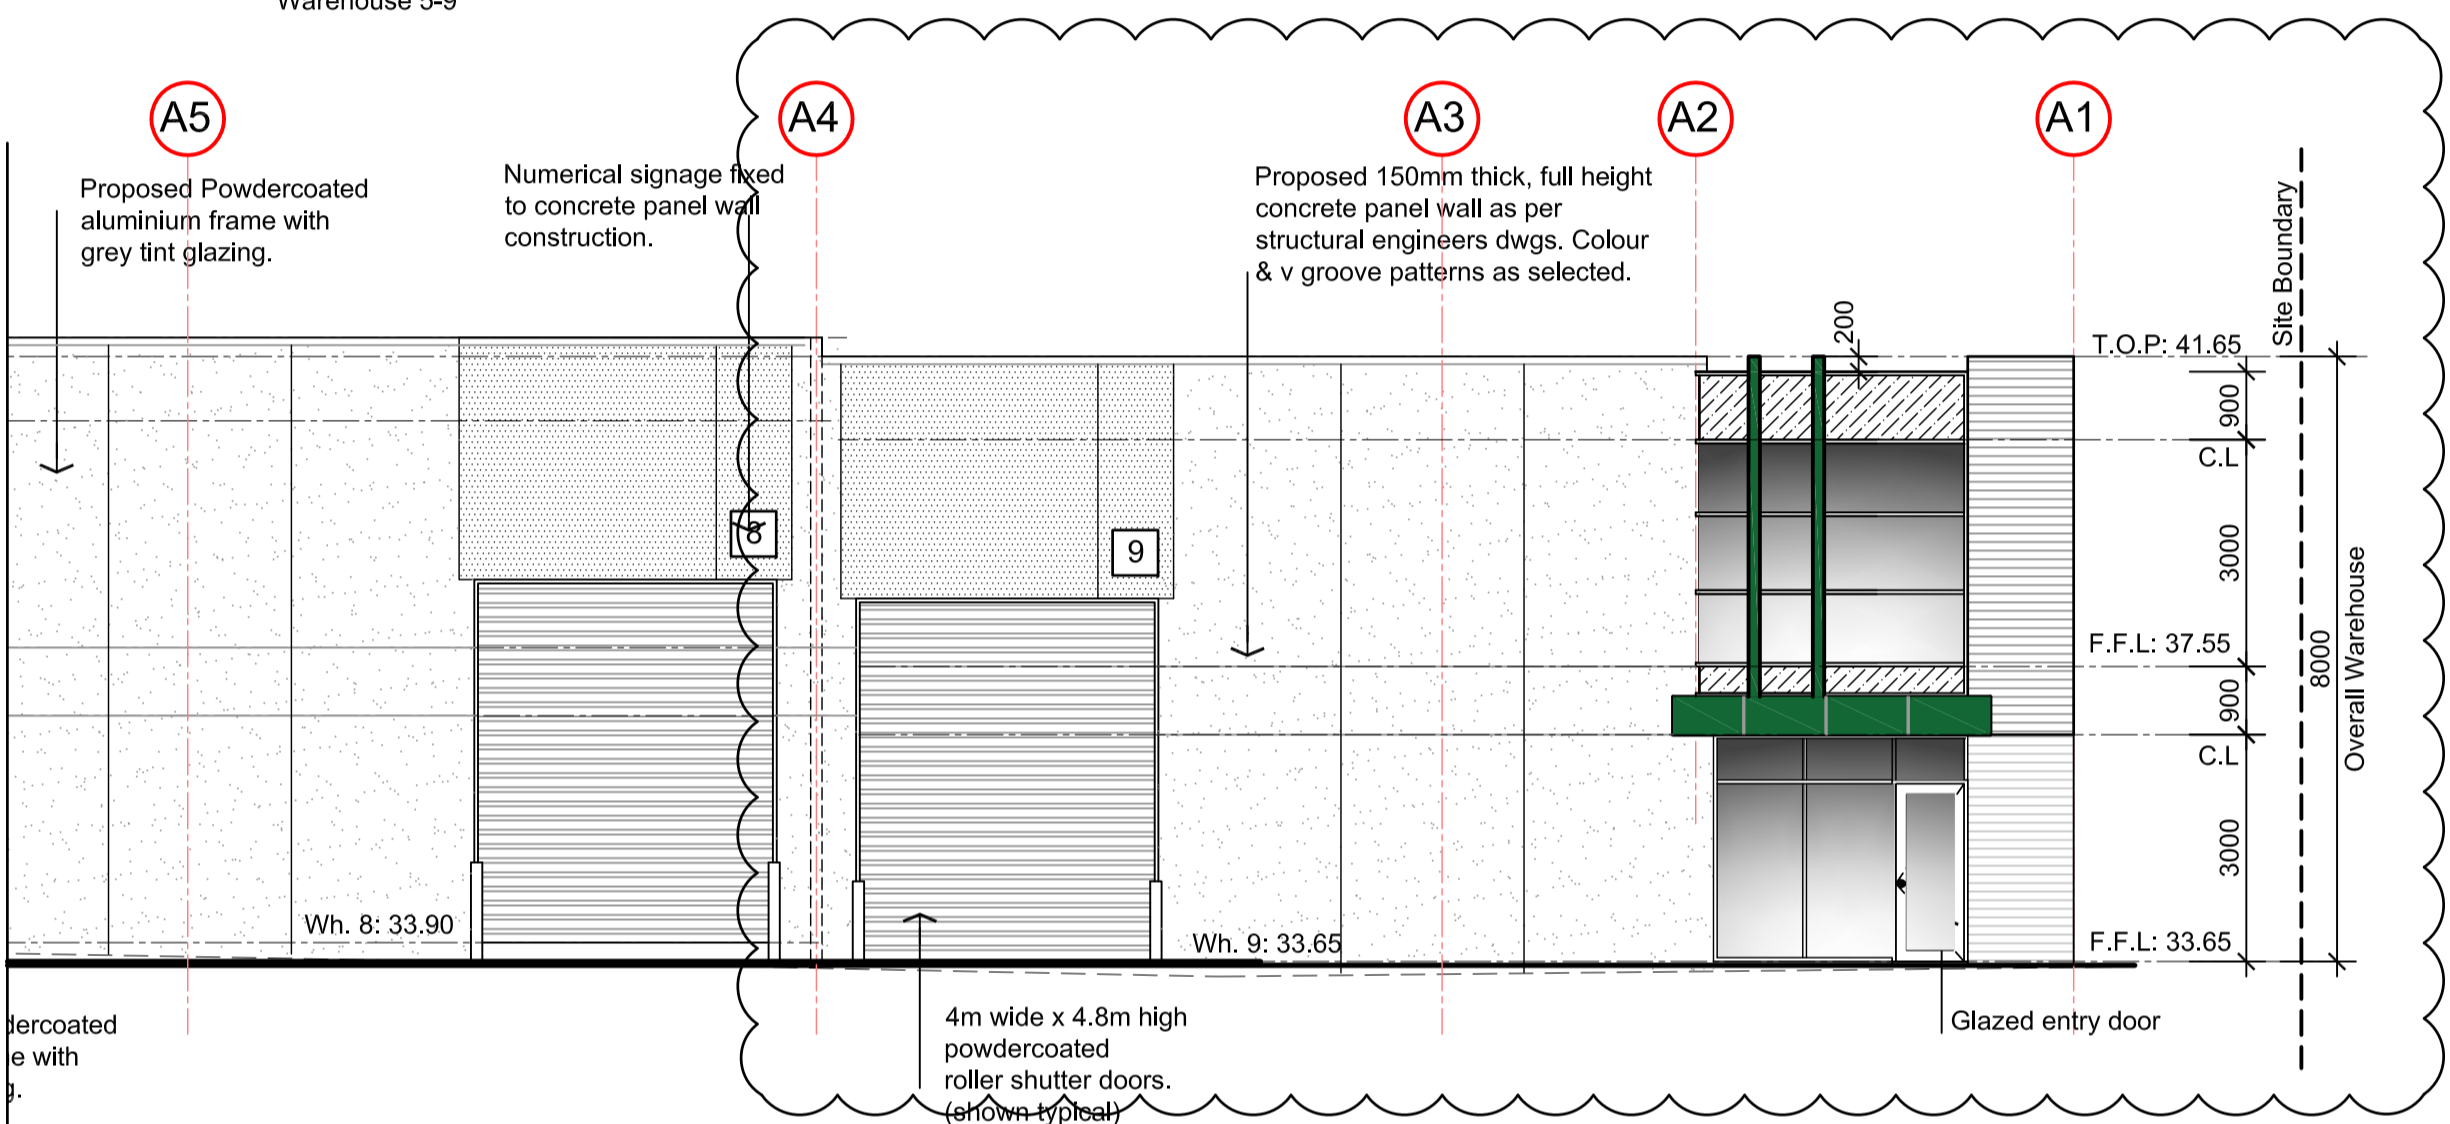 Warehouse 5-9
A5
A4
A3
A2
A1
Proposed Powdercoated
aluminium frame with
grey tint glazing.
Numerical signage fixed
to concrete panel wall
construction.
Proposed 150mm thick, full height
concrete panel wall as per
structural engineers dwgs. Colour
& v groove patterns as selected.
Site Boundary
200
T.O.P: 41.65
900
C.L
3000
8
9
F.F.L: 37.55
8000
Overall Warehouse
900
C.L
3000
Wh. 8: 33.90
Wh. 9: 33.65
F.F.L: 33.65
dercoated
e with
g.
4m wide x 4.8m high
powdercoated
roller shutter doors.
(shown typical)
Glazed entry door